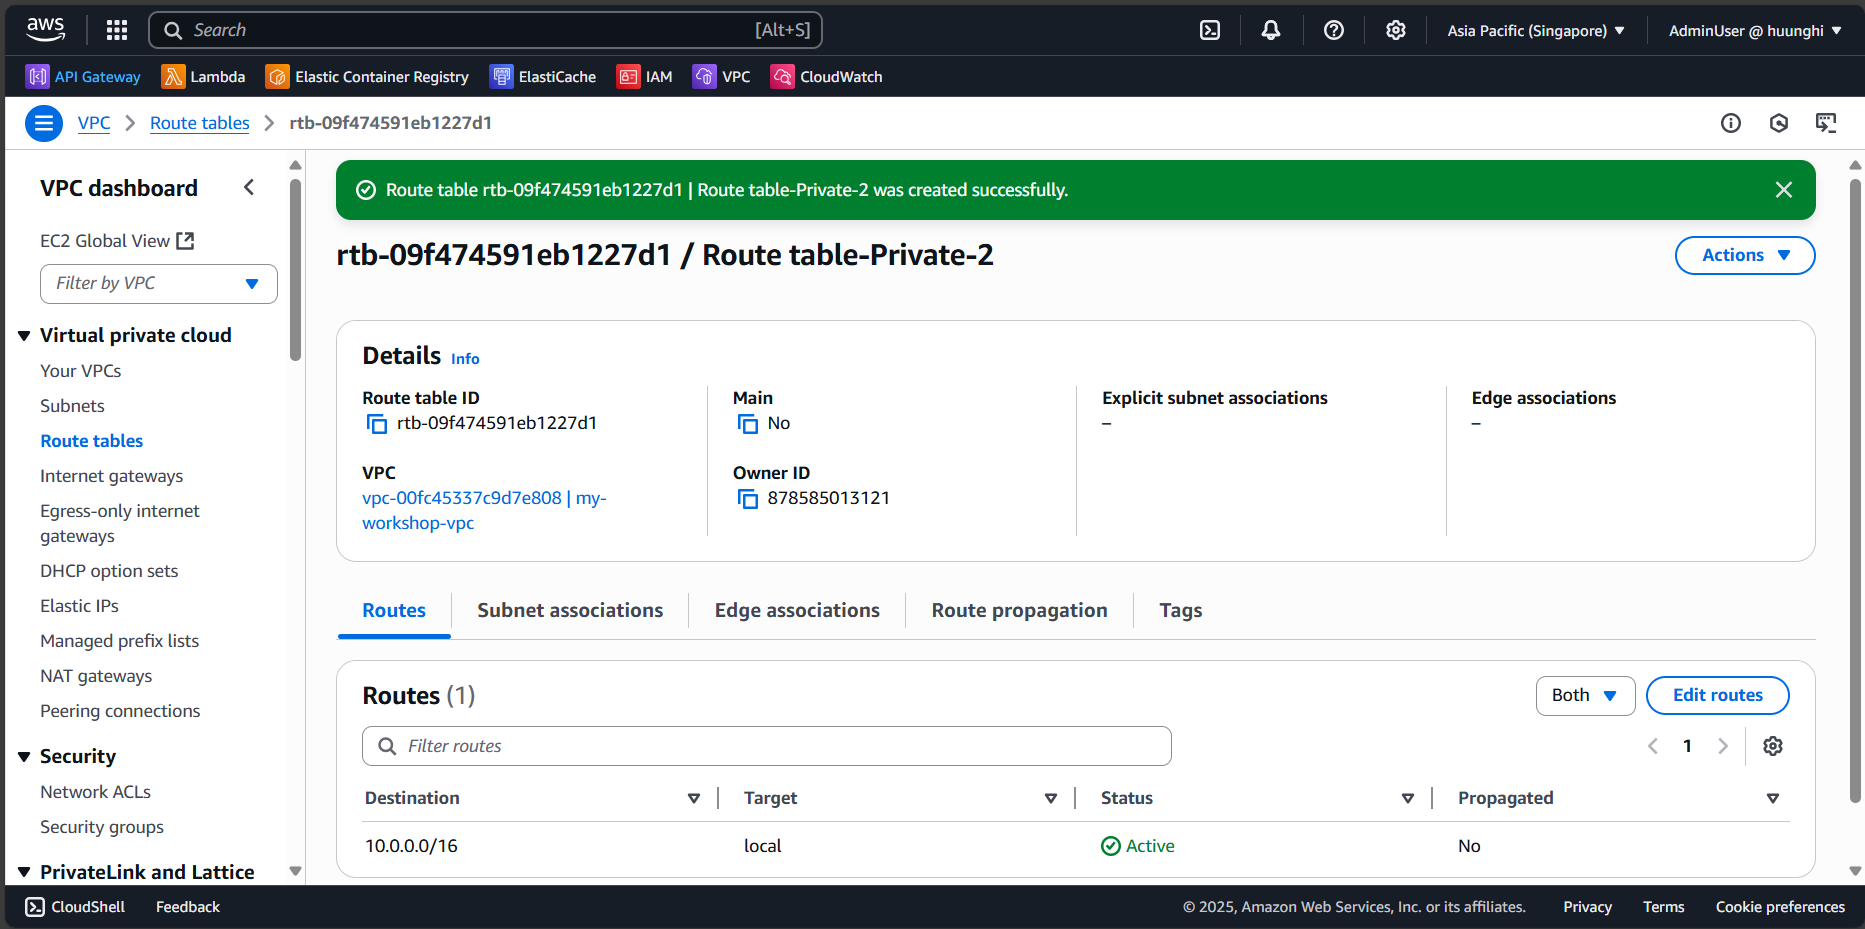 aws
Search [Alt+S]
Asia Pacific (Singapore) AdminUser @ huunghi
API Gateway Lambda Elastic Container Registry ElastiCache IAM VPC CloudWatch
VPC Route tables rtb-09f474591eb1227d1
VPC dashboard
EC2 Global View
Filter by VPC
Virtual private cloud
Your VPCs
Subnets
Route tables
Internet gateways
Egress-only internet
gateways
DHCP option sets
Elastic IPs
Managed prefix lists
NAT gateways
Peering connections
Security
Network ACLs
Security groups
PrivateLink and Lattice
Route table rtb-09f474591eb1227d1 | Route table-Private-2 was created successfully.
rtb-09f474591eb1227d1 / Route table-Private-2
Actions
Details Info
Route table ID
rtb-09f474591eb1227d1
Main
No
Explicit subnet associations
–
Edge associations
–
VPC
vpc-00fc45337c9d7e808 | my-
workshop-vpc
Owner ID
878585013121
Routes Subnet associations Edge associations Route propagation Tags
Routes (1)
Both Edit routes
Filter routes
1
Destination Target Status Propagated
10.0.0.0/16 local Active No
CloudShell Feedback © 2025, Amazon Web Services, Inc. or its affiliates. Privacy Terms Cookie preferences